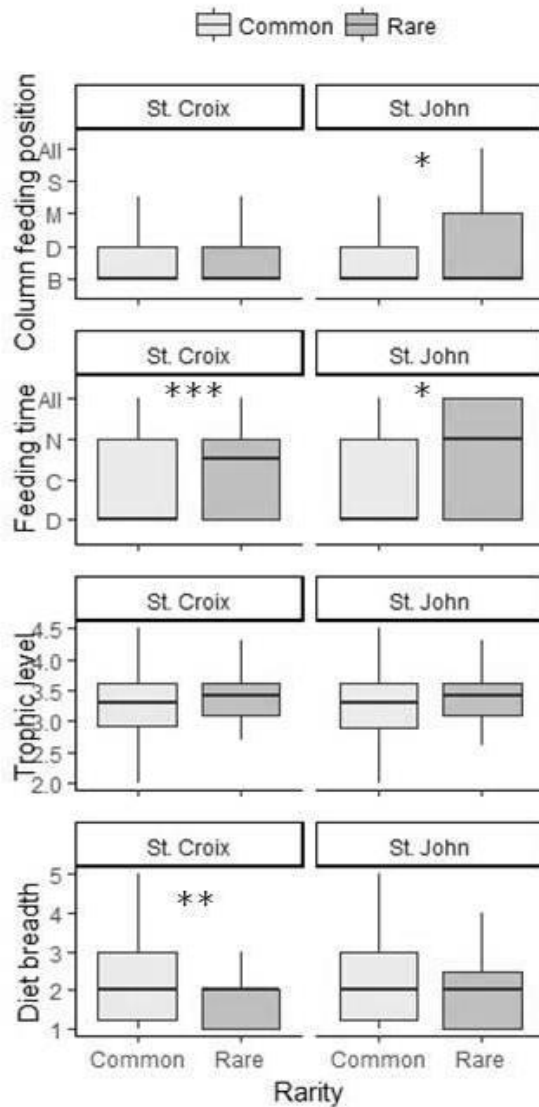 Common Rare
St. Croix St. John
Column feeding position
All
S
M
D
B
*
St. Croix St. John
Feeding time
All
N
C
D
*** *
St. Croix St. John
Trophic level
4.5
4.0
3.5
3.0
2.5
2.0
St. Croix St. John
Diet breadth
5
4
3
2
1
**
Common Rare Common Rare
Rarity